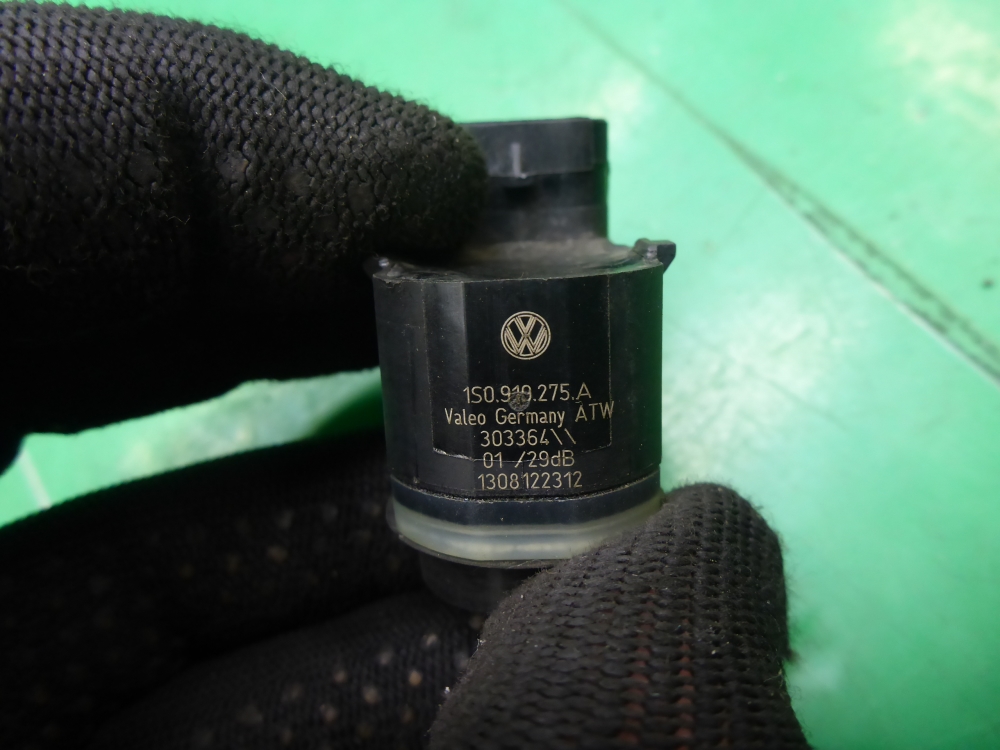 1S0.919.275.A
Valeo Germany ATW
303364\\
01 /29dB
1308122312